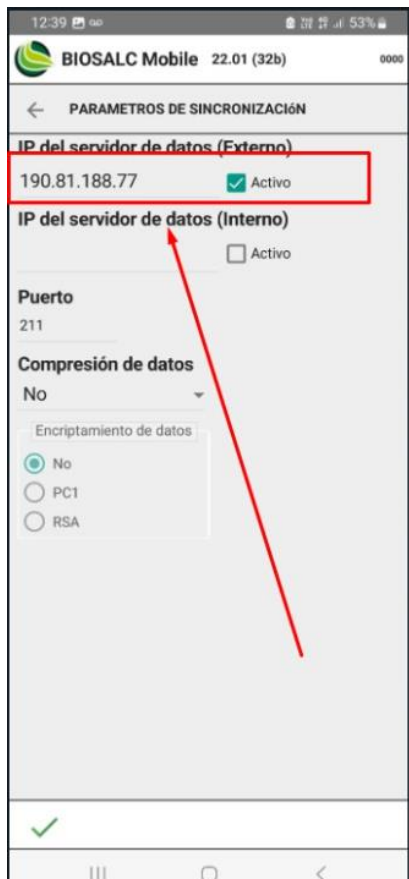 12:39 53%
BIOSALC Mobile 22.01 (32b) 0000
PARAMETROS DE SINCRONIZACIóN
IP del servidor de datos (Externo)
190.81.188.77 Activo
IP del servidor de datos (Interno)
Activo
Puerto
211
Compresión de datos
No
Encriptamiento de datos
No
PC1
RSA